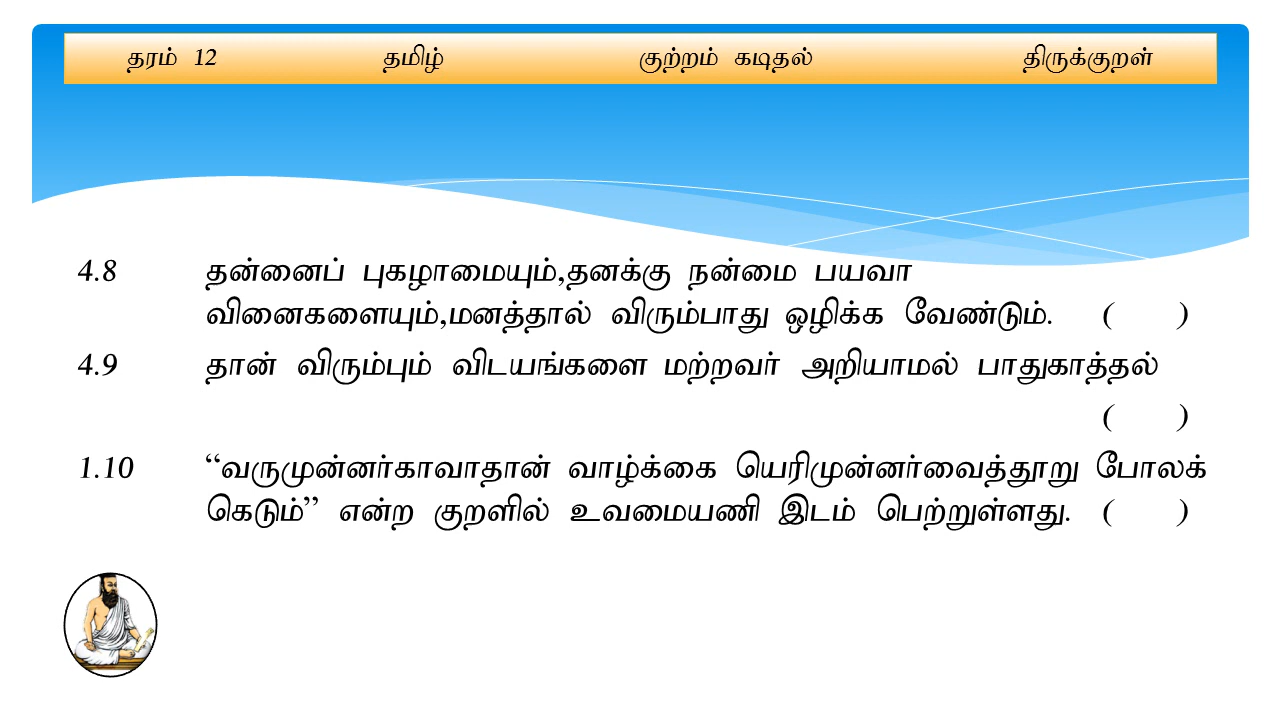 தரம் 12 தமிழ் குற்றம் கடிதல் திருக்குறள்
4.8 தன்னைப் புகழாமையும்,தனக்கு நன்மை பயவா
வினைகளையும்,மனத்தால் விரும்பாது ஒழிக்க வேண்டும். ( )
4.9 தான் விரும்பும் விடயங்களை மற்றவர் அறியாமல் பாதுகாத்தல்
( )
1.10 “வருமுன்னர்காவாதான் வாழ்க்கை யெரிமுன்னர்வைத்தூறு போலக்
கெடும்” என்ற குறளில் உவமையணி இடம் பெற்றுள்ளது. ( )